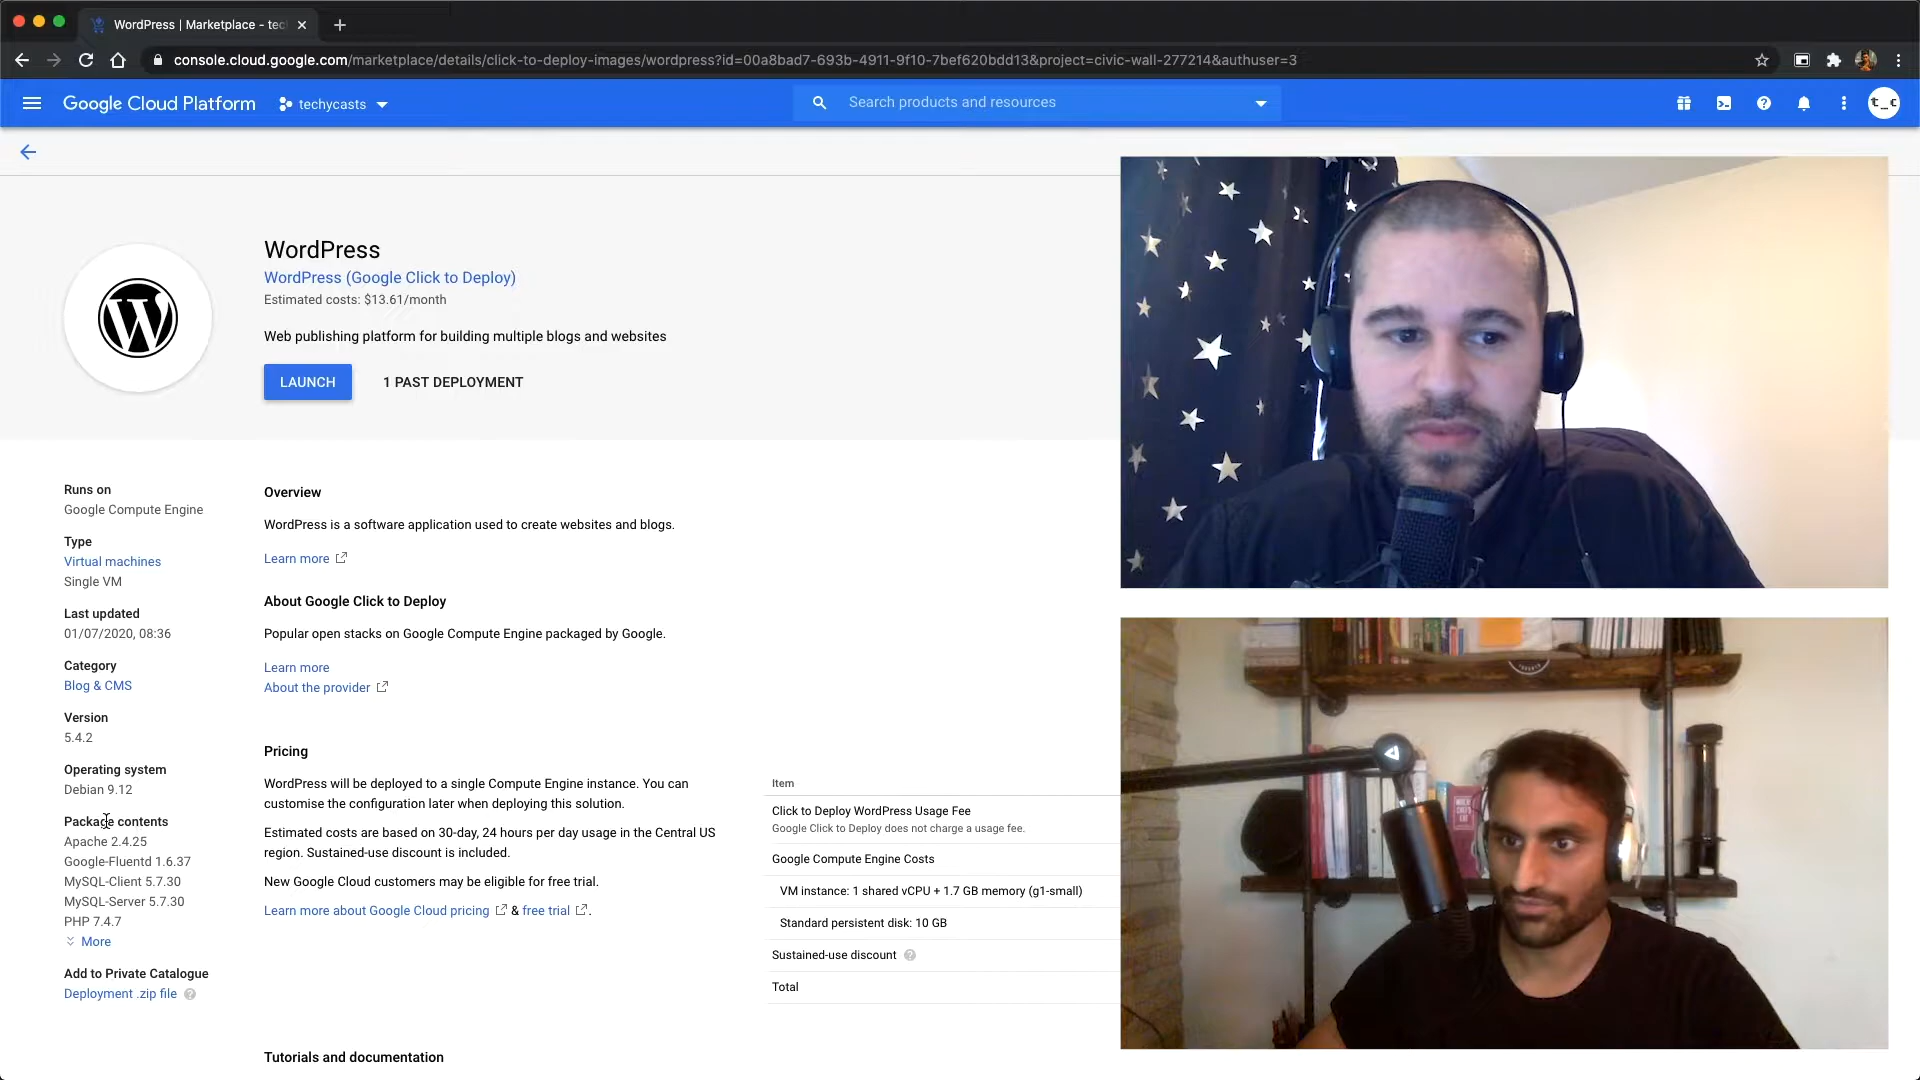 WordPress | Marketplace - tec
console.cloud.google.com/marketplace/details/click-to-deploy-images/wordpress?id=00a8bad7-693b-4911-9f10-7bef620bdd13&project=civic-wall-277214&authuser=3
Google Cloud Platform
techycasts
Search products and resources
t_c
WordPress
WordPress (Google Click to Deploy)
Estimated costs: $13.61/month
Web publishing platform for building multiple blogs and websites
LAUNCH
1 PAST DEPLOYMENT
Runs on
Google Compute Engine
Type
Virtual machines
Single VM
Last updated
01/07/2020, 08:36
Category
Blog & CMS
Version
5.4.2
Operating system
Debian 9.12
Package contents
Apache 2.4.25
Google-Fluentd 1.6.37
MySQL-Client 5.7.30
MySQL-Server 5.7.30
PHP 7.4.7
More
Add to Private Catalogue
Deployment .zip file
Overview
WordPress is a software application used to create websites and blogs.
Learn more
About Google Click to Deploy
Popular open stacks on Google Compute Engine packaged by Google.
Learn more
About the provider
Pricing
WordPress will be deployed to a single Compute Engine instance. You can
customise the configuration later when deploying this solution.
Estimated costs are based on 30-day, 24 hours per day usage in the Central US
region. Sustained-use discount is included.
New Google Cloud customers may be eligible for free trial.
Learn more about Google Cloud pricing & free trial.
Item
Click to Deploy WordPress Usage Fee
Google Click to Deploy does not charge a usage fee.
Google Compute Engine Costs
VM instance: 1 shared vCPU + 1.7 GB memory (g1-small)
Standard persistent disk: 10 GB
Sustained-use discount
Total
Tutorials and documentation